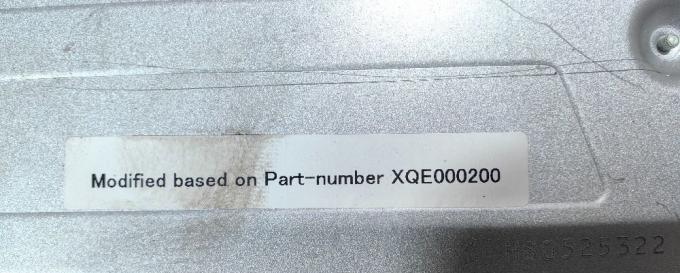 Modified based on Part-number XQE000200